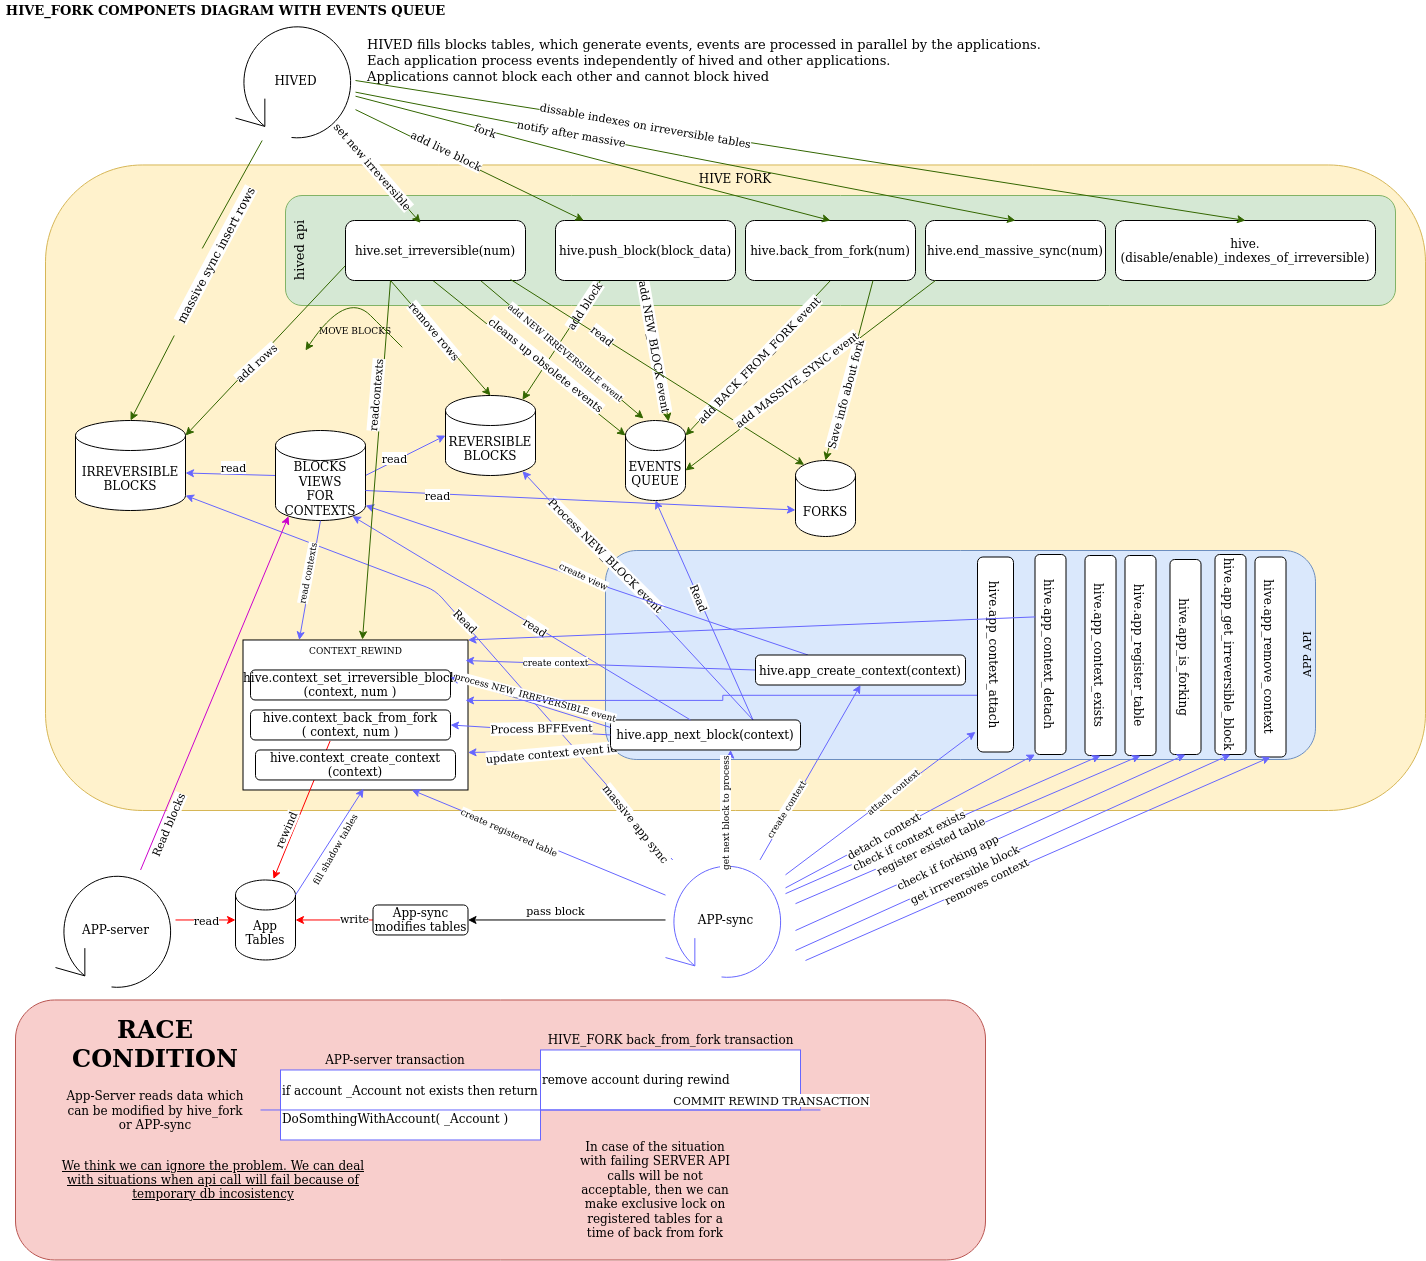 HIVE_FORK COMPONETS DIAGRAM WITH EVENTS QUEUE
HIVED fills blocks tables, which generate events, events are processed in parallel by the applications.
Each application process events independently of hived and other applications.
Applications cannot block each other and cannot block hived
HIVED
dissable indexes on irreversible tables
notify after massive
fork
add live block
set new irreversible
massive sync insert rows
HIVE FORK
hived api
hive.set_irreversible(num)
hive.push_block(block_data)
hive.back_from_fork(num)
hive.end_massive_sync(num)
hive.
(disable/enable)_indexes_of_irreversible)
MOVE BLOCKS
add rows
readcontexts
remove rows
cleans up obsolete events
add NEW IRREVERSIBLE event
read
add block
add NEW_BLOCK event
add BACK_FROM_FORK event
add MASSIVE_SYNC event
Save info about fork
IRREVERSIBLE
BLOCKS
BLOCKS
VIEWS
FOR
CONTEXTS
REVERSIBLE
BLOCKS
EVENTS
QUEUE
FORKS
read
read
read
read contexts
Process NEW_BLOCK event
create view
Read
Read
read
CONTEXT_REWIND
hive.context_set_irreversible_block
(context, num )
hive.context_back_from_fork
( context, num )
hive.context_create_context
(context)
create context
process NEW_IRREVERSIBLE event
Process BFFEvent
update context event id
hive.app_create_context(context)
hive.app_next_block(context)
hive.app_context_attach
hive.app_context_detach
hive.app_context_exists
hive.app_register_table
hive.app_is_forking
hive.app_get_irreversible_block
hive.app_remove_context
APP API
Read blocks
rewind
fill shadow tables
create registered table
massive app sync
get next block to process
create context
attach context
detach context
check if context exists
register existed table
check if forking app
get irreversible block
removes context
APP-server
read
App
Tables
write
App-sync
modifies tables
pass block
APP-sync
RACE
CONDITION
App-Server reads data which
can be modified by hive_fork
or APP-sync
We think we can ignore the problem. We can deal
with situations when api call will fail because of
temporary db incosistency
APP-server transaction
if account _Account not exists then return
DoSomthingWithAccount( _Account )
HIVE_FORK back_from_fork transaction
remove account during rewind
COMMIT REWIND TRANSACTION
In case of the situation
with failing SERVER API
calls will be not
acceptable, then we can
make exclusive lock on
registered tables for a
time of back from fork